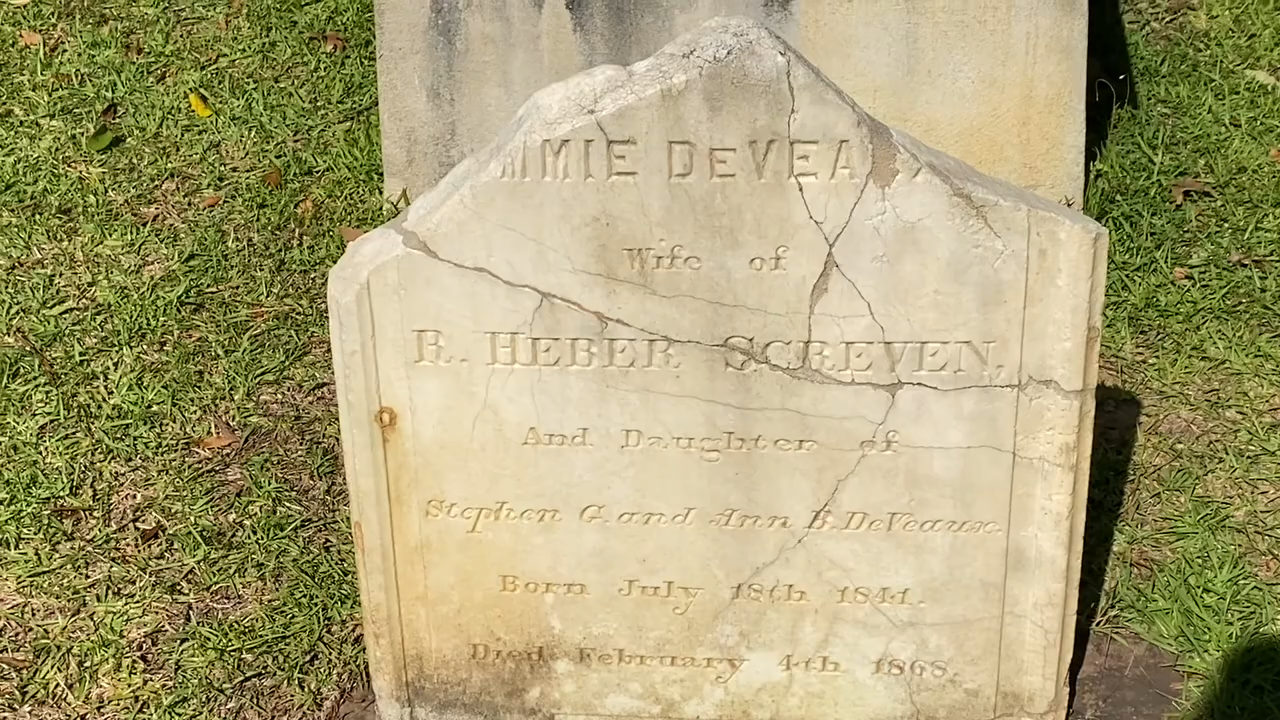 MMIE DEVEA
Wife of
R. HEBER SCREVEN,
And Daughter of
Stephen G. and Ann B. DeVeaux.
Born July 18th 1841.
Died February 4th 1868.